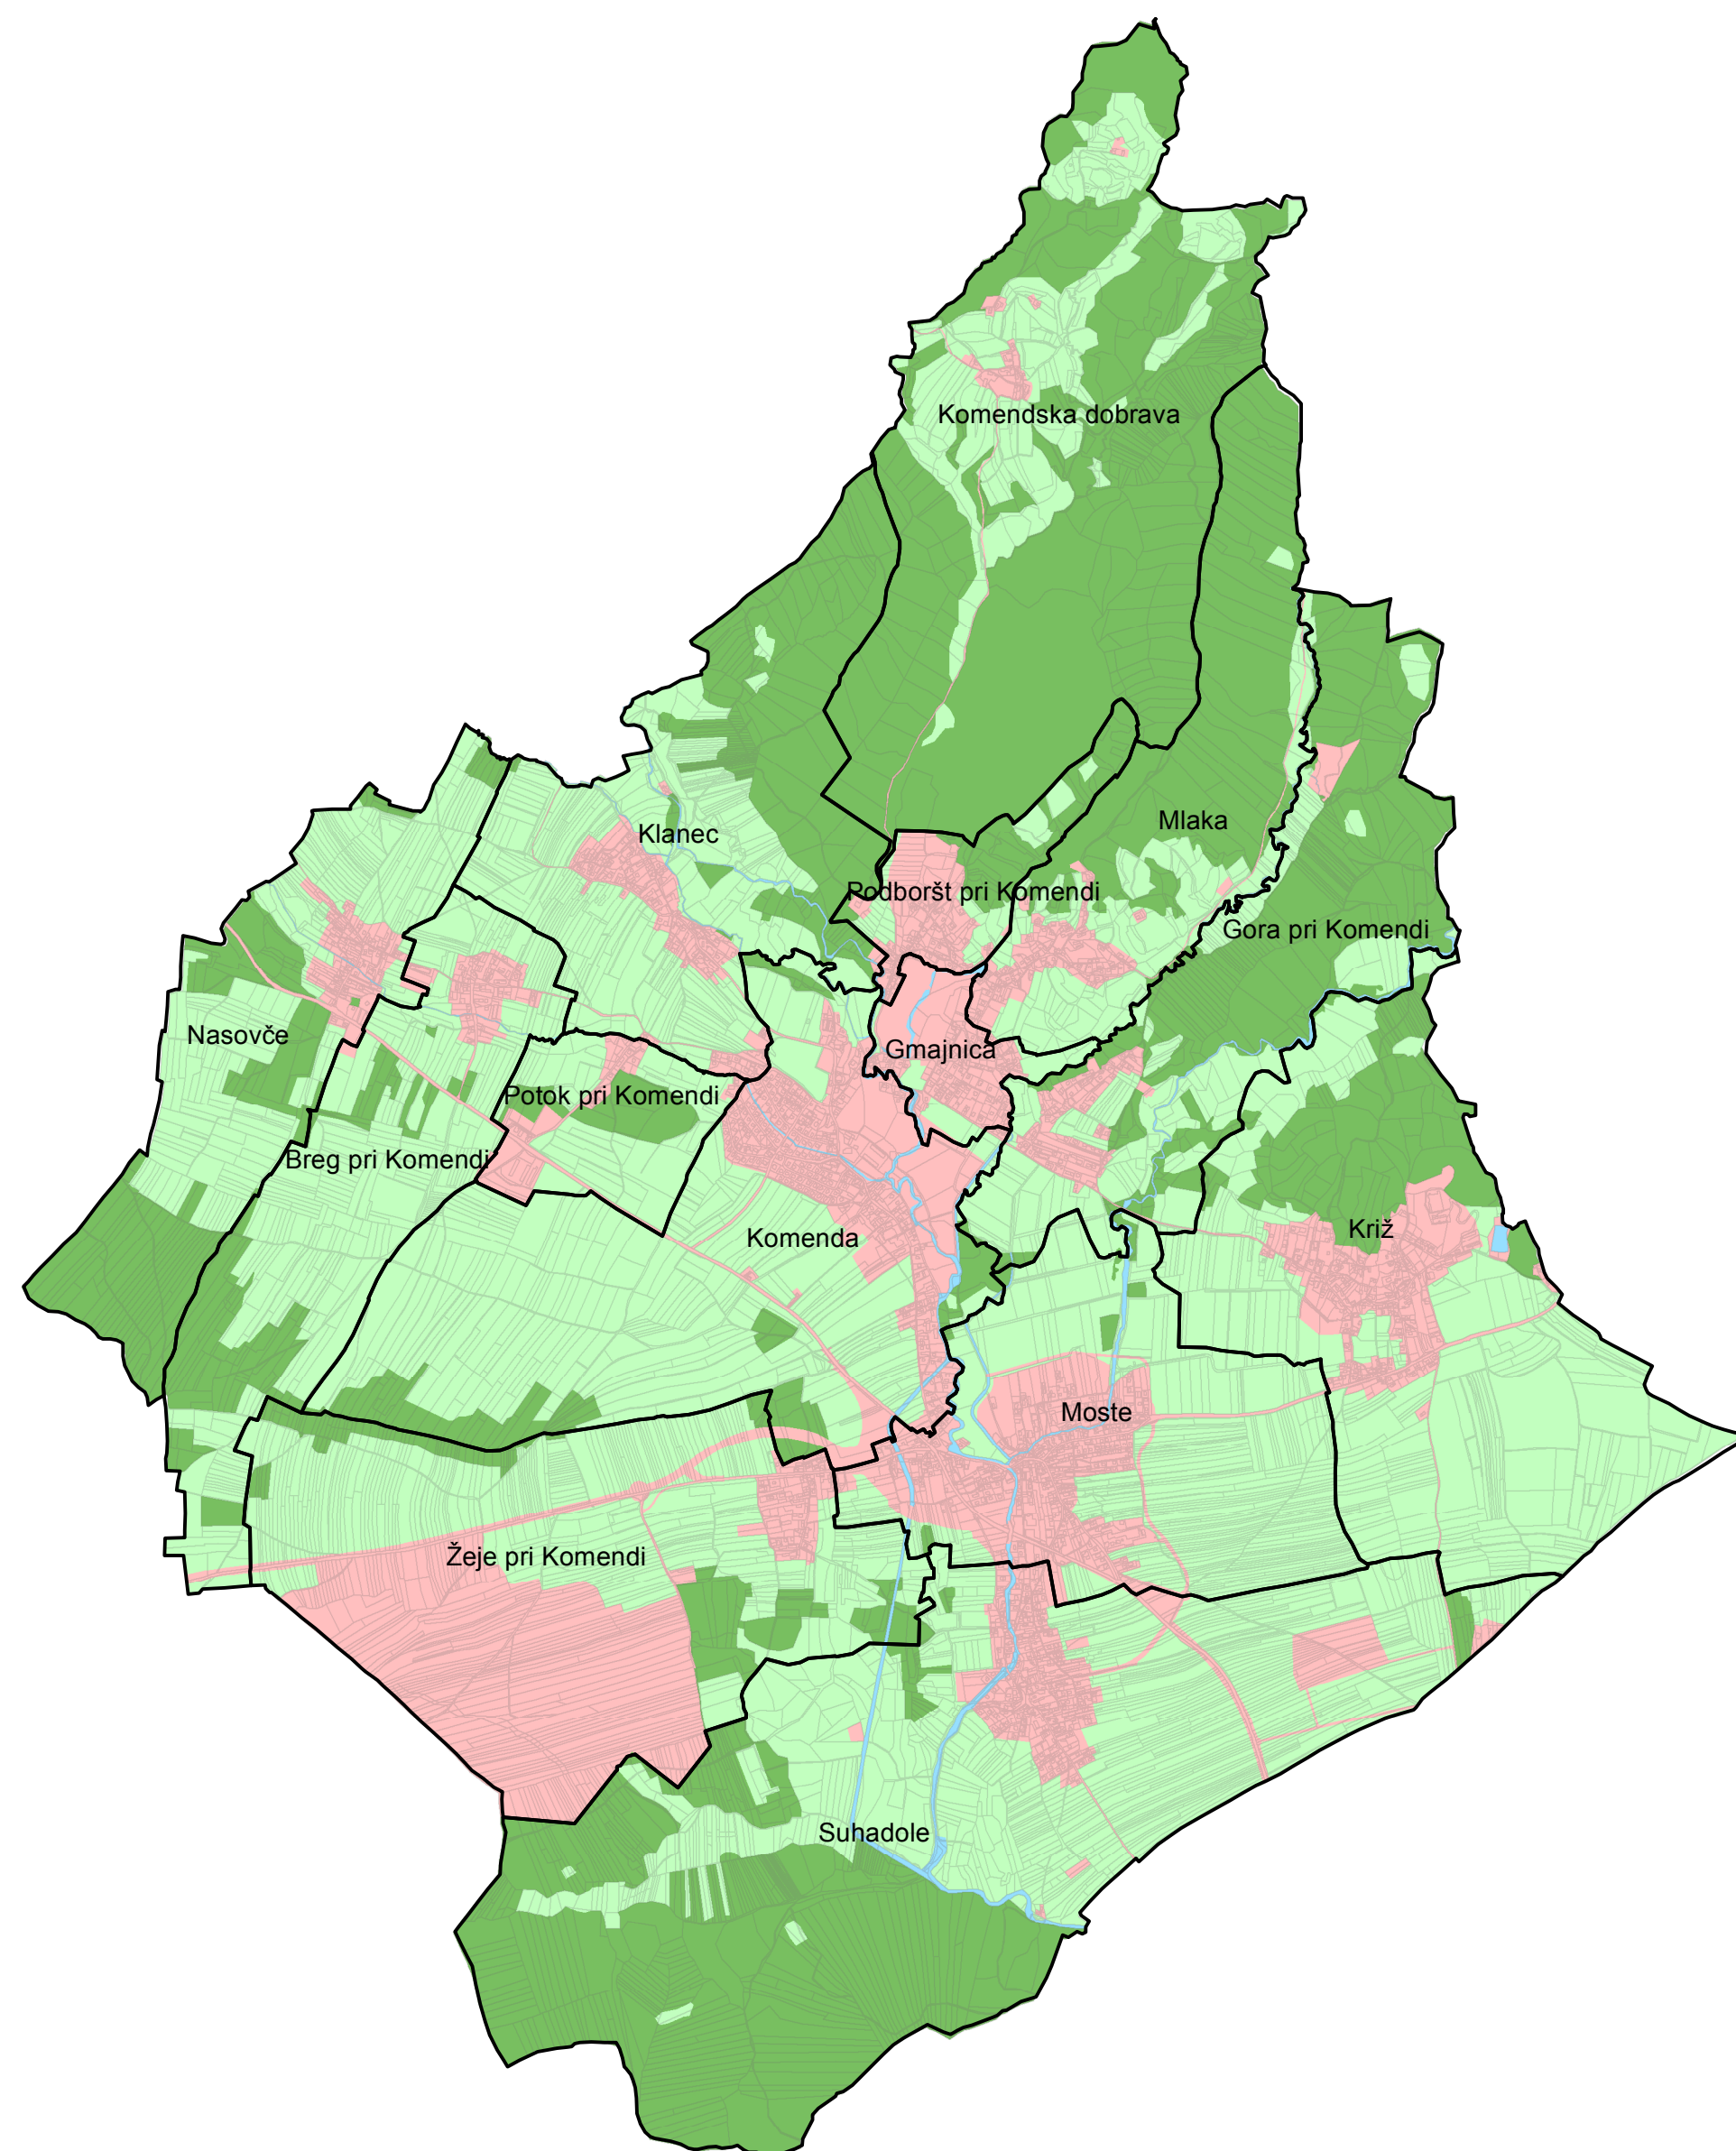 Komendska dobrava
Mlaka
Klanec
Podboršt pri Komendi
Gora pri Komendi
Nasovče
Gmajnica
Potok pri Komendi
Breg pri Komendi
Križ
Komenda
Moste
Žeje pri Komendi
Suhadole